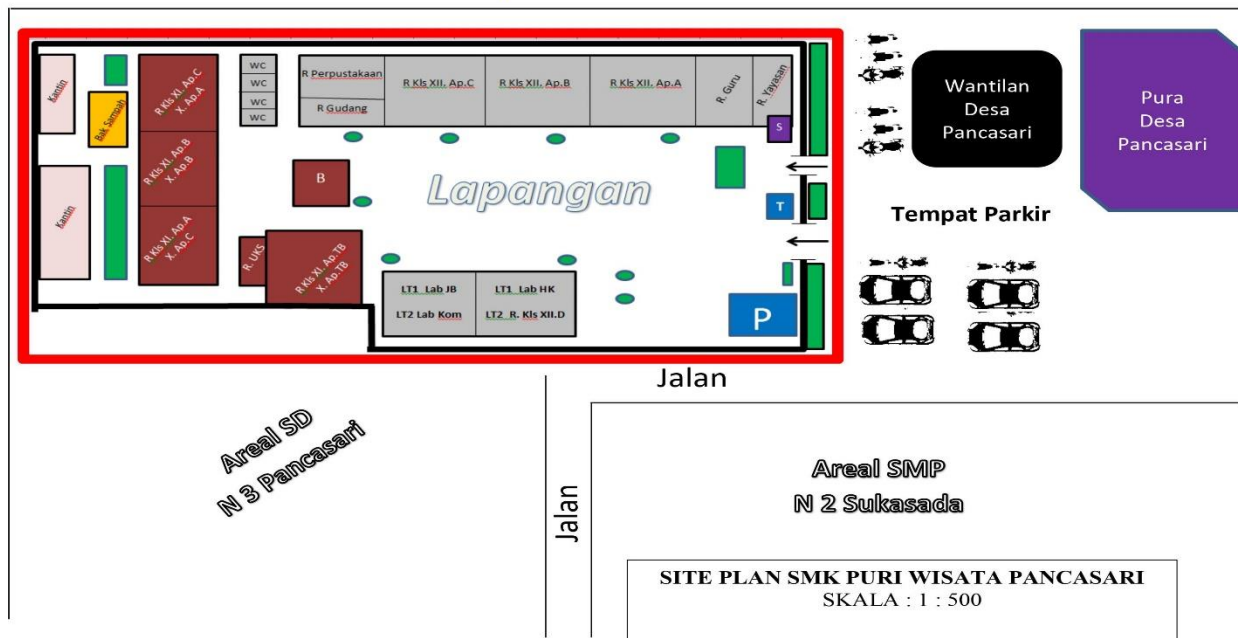 Kantin
Bak Sampah
Kantin
R Kls XI. Ap.C
X. Ap.A
R Kls XI. Ap.B
X. Ap.B
R Kls XI. Ap.A
X. Ap.C
WC
WC
WC
WC
R Perpustakaan
R Gudang
R Kls XII. Ap.C
R Kls XII. Ap.B
R Kls XII. Ap.A
R. Guru
R. Yayasan
S
B
Lapangan
T
R. UKS
R Kls XI. Ap.TB
X. Ap.TB
LT1 Lab JB
LT2 Lab Kom
LT1 Lab HK
LT2 R. Kls XII.D
P
Wantilan
Desa
Pancasari
Pura
Desa
Pancasari
Tempat Parkir
Jalan
Areal SD
N 3 Pancasari
Jalan
Areal SMP
N 2 Sukasada
SITE PLAN SMK PURI WISATA PANCASARI
SKALA : 1 : 500